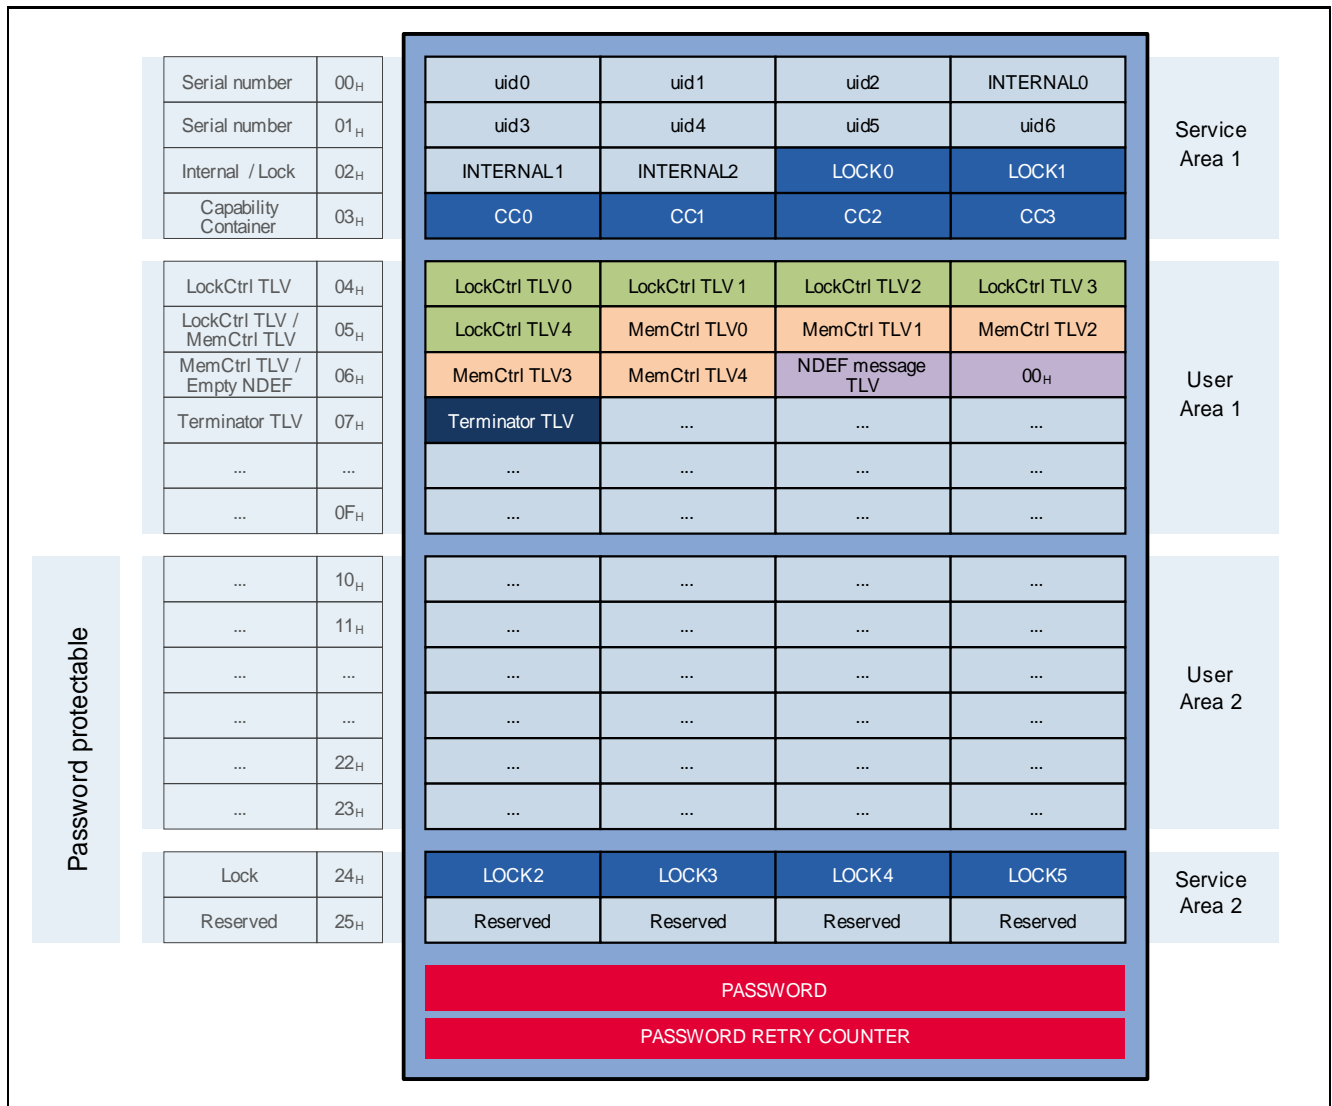 Serial number 00H uid0 uid1 uid2 INTERNAL0
Serial number 01H uid3 uid4 uid5 uid6
Service
Area 1
Internal / Lock 02H INTERNAL1 INTERNAL2 LOCK0 LOCK1
Capability
Container 03H CC0 CC1 CC2 CC3
LockCtrl TLV 04H LockCtrl TLV0 LockCtrl TLV1 LockCtrl TLV2 LockCtrl TLV3
LockCtrl TLV /
MemCtrl TLV 05H LockCtrl TLV4 MemCtrl TLV0 MemCtrl TLV1 MemCtrl TLV2
MemCtrl TLV /
Empty NDEF 06H MemCtrl TLV3 MemCtrl TLV4 NDEF message
TLV 00H
User
Area 1
Terminator TLV 07H Terminator TLV ... ... ...
... ... ... ... ... ...
... 0FH ... ... ... ...
Password protectable
... 10H ... ... ... ...
... 11H ... ... ... ...
... ... ... ... ... ...
User
Area 2
... ... ... ... ... ...
... 22H ... ... ... ...
... 23H ... ... ... ...
Lock 24H LOCK2 LOCK3 LOCK4 LOCK5
Service
Area 2
Reserved 25H Reserved Reserved Reserved Reserved
PASSWORD
PASSWORD RETRY COUNTER